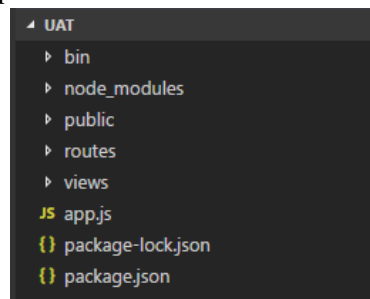 UAT
bin
node_modules
public
routes
views
JS app.js
{} package-lock.json
{} package.json